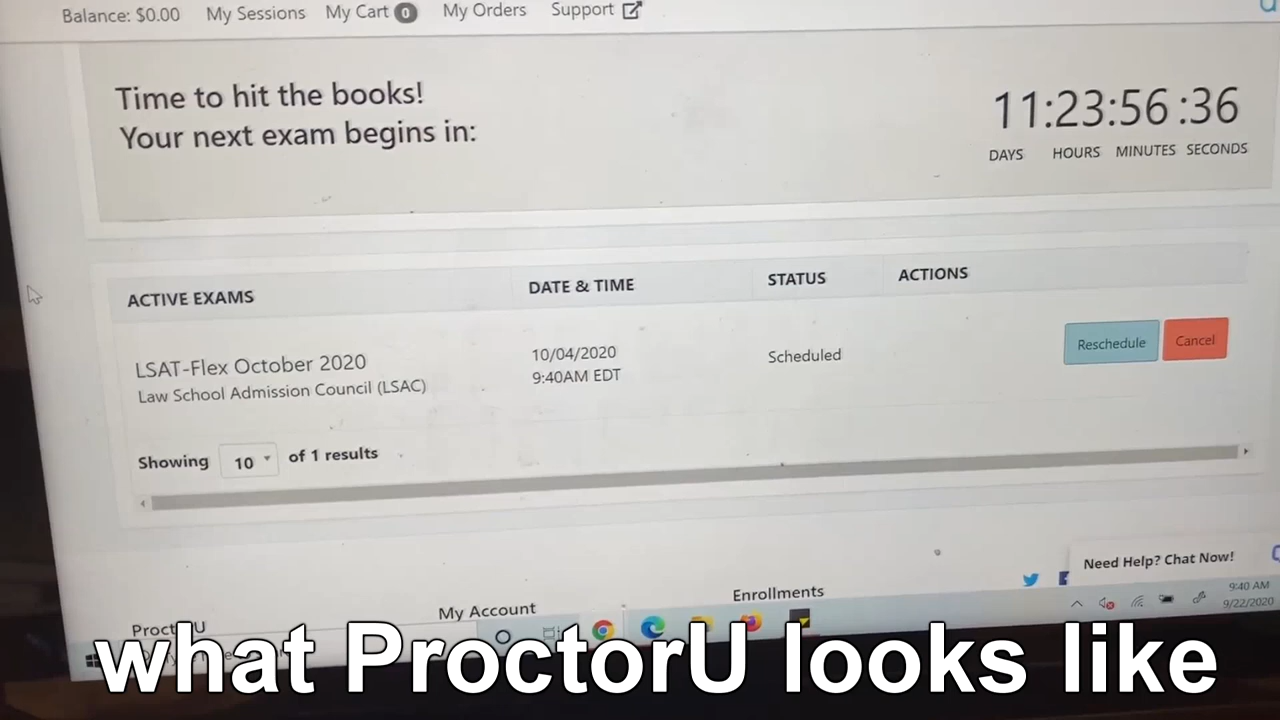 Balance: $0.00 My Sessions My Cart 0 My Orders Support
Time to hit the books!
Your next exam begins in:
11:23:56:36
DAYS HOURS MINUTES SECONDS
ACTIVE EXAMS DATE & TIME STATUS ACTIONS
LSAT-Flex October 2020
Law School Admission Council (LSAC)
10/04/2020
9:40AM EDT
Scheduled
Reschedule Cancel
Showing 10 of 1 results
Need Help? Chat Now!
ProctorU My Account Enrollments
9:40 AM
9/22/2020
what ProctorU looks like